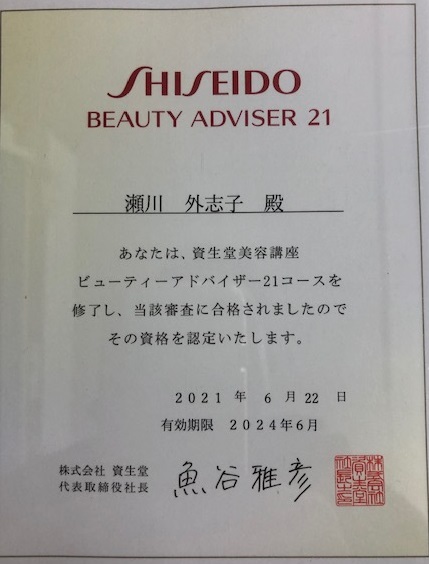 SHISEIDO
BEAUTY ADVISER 21
瀬川 外志子 殿
あなたは、資生堂美容講座
ビューティーアドバイザー21コースを
修了し、当該審査に合格されましたので
その資格を認定いたします。
2021 年 6 月 22 日
有効期限 2024年6月
株式会社 資生堂
代表取締役社長 魚谷雅彦